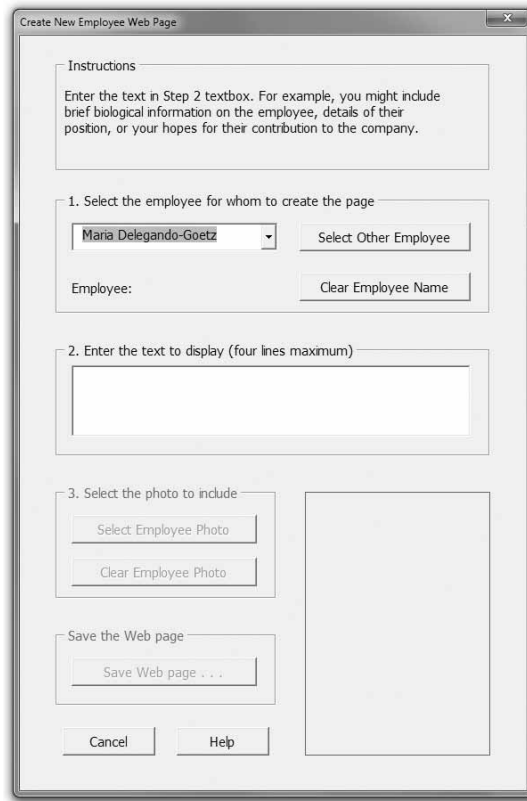 Create New Employee Web Page
x
Instructions
Enter the text in Step 2 textbox. For example, you might include
brief biological information on the employee, details of their
position, or your hopes for their contribution to the company.
1. Select the employee for whom to create the page
Maria Delegando-Goetz
Select Other Employee
Employee:
Clear Employee Name
2. Enter the text to display (four lines maximum)
3. Select the photo to include
Select Employee Photo
Clear Employee Photo
Save the Web page
Save Web page . . .
Cancel
Help